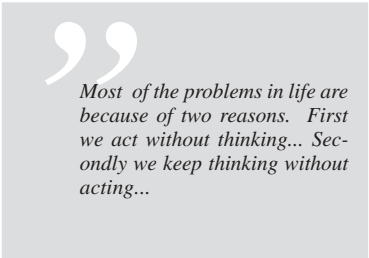 ”
Most of the problems in life are
because of two reasons. First
we act without thinking... Sec-
ondly we keep thinking without
acting...